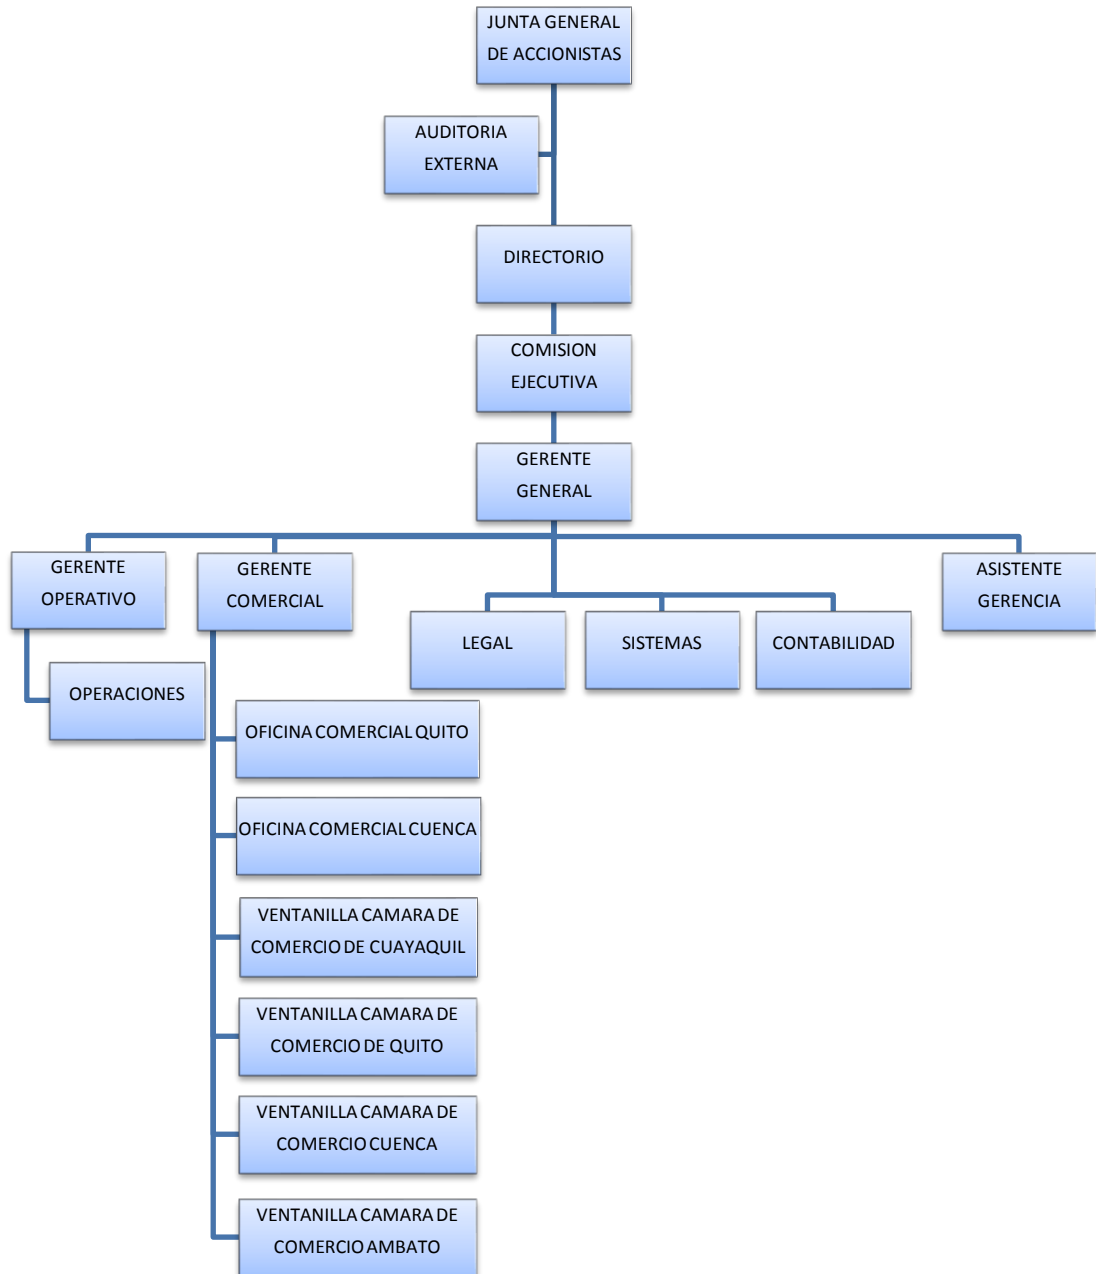 JUNTA GENERAL
DE ACCIONISTAS
AUDITORIA
EXTERNA
DIRECTORIO
COMISION
EJECUTIVA
GERENTE
GENERAL
GERENTE
OPERATIVO
GERENTE
COMERCIAL
ASISTENTE
GERENCIA
LEGAL
SISTEMAS
CONTABILIDAD
OPERACIONES
OFICINA COMERCIAL QUITO
OFICINA COMERCIAL CUENCA
VENTANILLA CAMARA DE
COMERCIO DE CUAYAQUIL
VENTANILLA CAMARA DE
COMERCIO DE QUITO
VENTANILLA CAMARA DE
COMERCIO CUENCA
VENTANILLA CAMARA DE
COMERCIO AMBATO